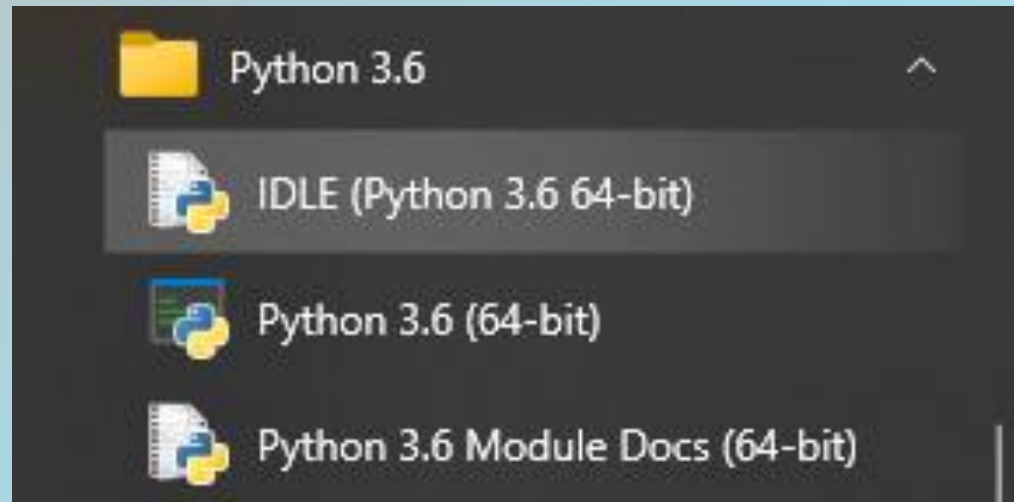 Python 3.6
IDLE (Python 3.6 64-bit)
Python 3.6 (64-bit)
Python 3.6 Module Docs (64-bit)